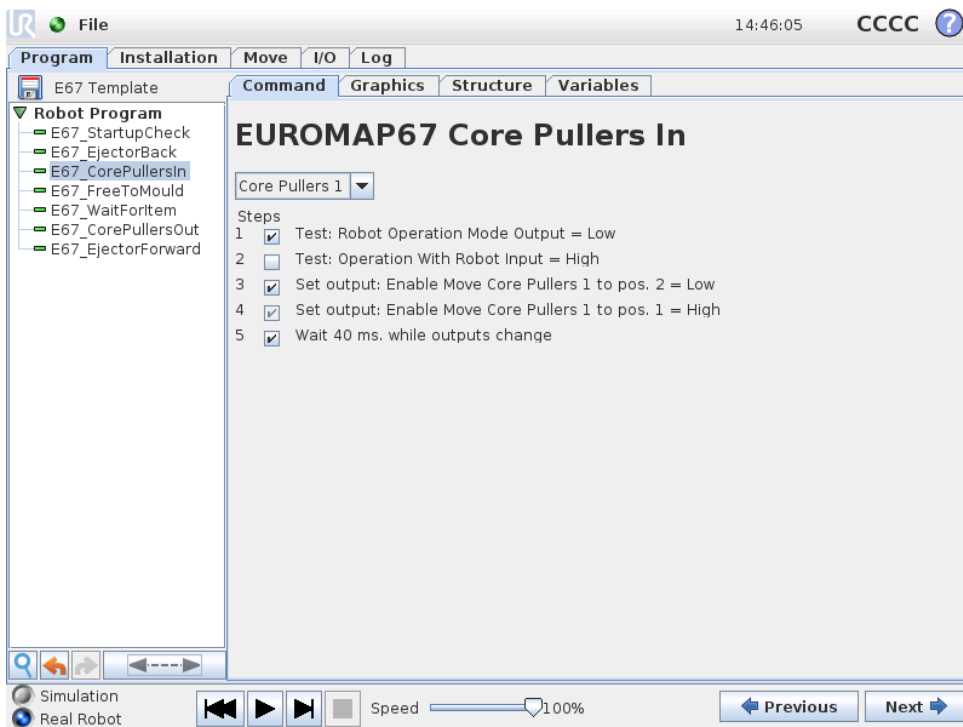 UR File 14:46:05 CCCC ?
Program Installation Move I/O Log
E67 Template Command Graphics Structure Variables
Robot Program
E67_StartupCheck
E67_EjectorBack
E67_CorePullersIn
E67_FreeToMould
E67_WaitForItem
E67_CorePullersOut
E67_EjectorForward
EUROMAP67 Core Pullers In
Core Pullers 1
Steps
1 Test: Robot Operation Mode Output = Low
2 Test: Operation With Robot Input = High
3 Set output: Enable Move Core Pullers 1 to pos. 2 = Low
4 Set output: Enable Move Core Pullers 1 to pos. 1 = High
5 Wait 40 ms. while outputs change
Simulation
Real Robot
Speed 100%
Previous Next